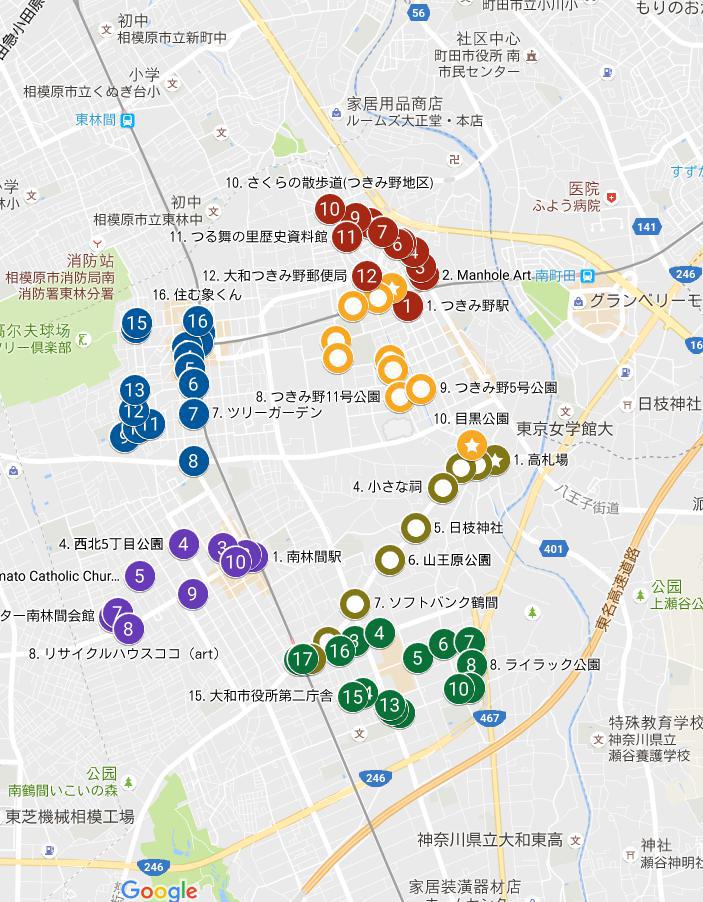 56
町田市立小川小
初中
相模原市立新町中
社区中心
町田市役所 南
市民センター
小学
相模原市立くぬぎ台小
家居用品商店
ルームズ大正堂・本店
東林間
10. さくらの散歩道(つきみ野地区)
医院
ふよう病院
初中
相模原市立東林中
10
9
7
6
4
3
11
11. つる舞の里歴史資料館
141
消防站
相模原市消防局南
消防署東林分署
12. 大和つきみ野郵便局
12
2. Manhole Art
南町田
246
16. 住む象くん
1
1. つきみ野駅
グランベリーモ
15
16
高尔夫球场
ツリー倶楽部
5
6
16
13
12
11
9
7
7. ツリーガーデン
8. つきみ野11号公園
9. つきみ野5号公園
日枝神社
10. 目黒公園
東京女学館大
8
1. 高札場
4. 小さな祠
八王子街道
5. 日枝神社
4. 西北5丁目公園
4
3
10
1. 南林間駅
6. 山王原公園
401
東名高速道路
mato Catholic Chur...
5
9
公园
上瀬谷公
7. ソフトバンク鶴間
ター南林間会館
7
8
8. リサイクルハウスココ（art）
17
16
3
4
5
6
7
8
8. ライラック公園
10
15. 大和市役所第二庁舎
15
4
13
467
特殊教育学校
神奈川県立
瀬谷養護学校
公园
南鶴間いこいの森
246
東芝機械相模工場
神奈川県立大和東高
神社
瀬谷神明社
246
Google
家居装潢器材店